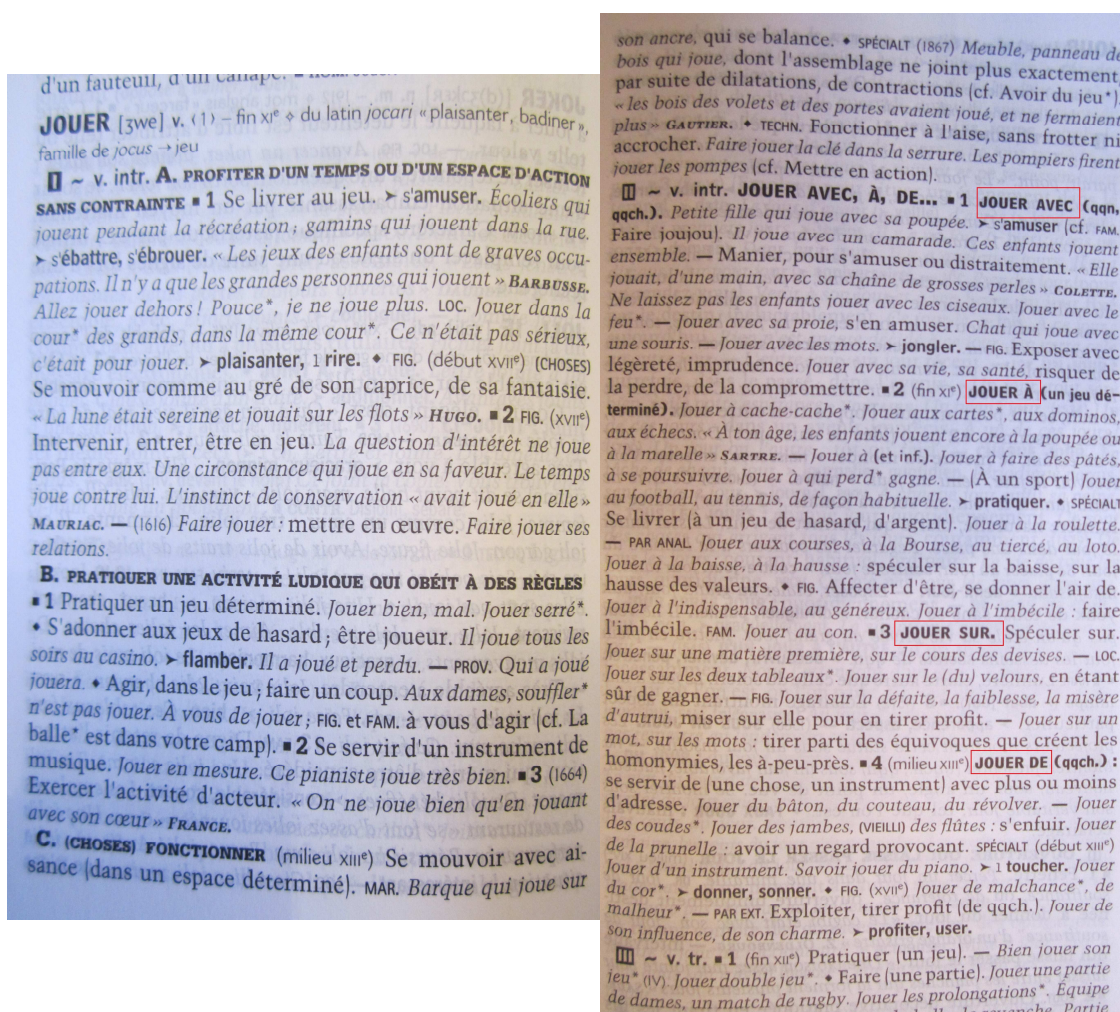 d'un fauteuil, d'un canapé.
JOUER [ʒwe] v. ‹ 1 › – fin XIe ⋄ du latin jocari « plaisanter, badiner »,
famille de jocus → jeu
I ~ v. intr. A. PROFITER D'UN TEMPS OU D'UN ESPACE D'ACTION
SANS CONTRAINTE ▪ 1 Se livrer au jeu. ➤ s'amuser. Écoliers qui
jouent pendant la récréation ; gamins qui jouent dans la rue.
➤ s'ébattre, s'ébrouer. « Les jeux des enfants sont de graves occu-
pations. Il n'y a que les grandes personnes qui jouent » BARBUSSE.
Allez jouer dehors ! Pouce*, je ne joue plus. LOC. Jouer dans la
cour* des grands, dans la même cour*. Ce n'était pas sérieux,
c'était pour jouer. ➤ plaisanter, 1 rire. ◆ FIG. (début XVIIe) (CHOSES)
Se mouvoir comme au gré de son caprice, de sa fantaisie.
« La lune était sereine et jouait sur les flots » HUGO. ▪ 2 FIG. (XVIIe)
Intervenir, entrer, être en jeu. La question d'intérêt ne joue
pas entre eux. Une circonstance qui joue en sa faveur. Le temps
joue contre lui. L'instinct de conservation « avait joué en elle »
MAURIAC. — (1616) Faire jouer : mettre en œuvre. Faire jouer ses
relations.
B. PRATIQUER UNE ACTIVITÉ LUDIQUE QUI OBÉIT À DES RÈGLES
▪ 1 Pratiquer un jeu déterminé. Jouer bien, mal. Jouer serré*.
◆ S'adonner aux jeux de hasard ; être joueur. Il joue tous les
soirs au casino. ➤ flamber. Il a joué et perdu. — PROV. Qui a joué
jouera. ◆ Agir, dans le jeu ; faire un coup. Aux dames, souffler*
n'est pas jouer. À vous de jouer ; FIG. et FAM. à vous d'agir (cf. La
balle* est dans votre camp). ▪ 2 Se servir d'un instrument de
musique. Jouer en mesure. Ce pianiste joue très bien. ▪ 3 (1664)
Exercer l'activité d'acteur. « On ne joue bien qu'en jouant
avec son cœur » FRANCE.
C. (CHOSES) FONCTIONNER (milieu XIIIe) Se mouvoir avec ai-
sance (dans un espace déterminé). MAR. Barque qui joue sur
son ancre, qui se balance. ◆ SPÉCIALT (1867) Meuble, panneau de
bois qui joue, dont l'assemblage ne joint plus exactement
par suite de dilatations, de contractions (cf. Avoir du jeu*)
« les bois des volets et des portes avaient joué, et ne fermaient
plus » GAUTIER. ◆ TECHN. Fonctionner à l'aise, sans frotter ni
accrocher. Faire jouer la clé dans la serrure. Les pompiers firent
jouer les pompes (cf. Mettre en action).
II ~ v. intr. JOUER AVEC, À, DE... ▪ 1 JOUER AVEC (qqn.
qqch.). Petite fille qui joue avec sa poupée. ➤ s'amuser (cf. FAM.
Faire joujou). Il joue avec un camarade. Ces enfants jouent
ensemble. — Manier, pour s'amuser ou distraitement. « Elle
jouait, d'une main, avec sa chaîne de grosses perles » COLETTE.
Ne laissez pas les enfants jouer avec les ciseaux. Jouer avec le
feu*. — Jouer avec sa proie, s'en amuser. Chat qui joue avec
une souris. — Jouer avec les mots. ➤ jongler. — FIG. Exposer avec
légèreté, imprudence. Jouer avec sa vie, sa santé, risquer de
la perdre, de la compromettre. ▪ 2 (fin XIe) JOUER À (un jeu dé-
terminé). Jouer à cache-cache*. Jouer aux cartes*, aux dominos,
aux échecs. « À ton âge, les enfants jouent encore à la poupée ou
à la marelle » SARTRE. — Jouer à (et inf.). Jouer à faire des pâtés,
à se poursuivre. Jouer à qui perd* gagne. — (À un sport) Jouer
au football, au tennis, de façon habituelle. ➤ pratiquer. ◆ SPÉCIALT
Se livrer (à un jeu de hasard, d'argent). Jouer à la roulette.
— PAR ANAL. Jouer aux courses, à la Bourse, au tiercé, au loto.
Jouer à la baisse, à la hausse : spéculer sur la baisse, sur la
hausse des valeurs. ◆ FIG. Affecter d'être, se donner l'air de.
Jouer à l'indispensable, au généreux. Jouer à l'imbécile : faire
l'imbécile. FAM. Jouer au con. ▪ 3 JOUER SUR. Spéculer sur.
Jouer sur une matière première, sur le cours des devises. — LOC.
Jouer sur les deux tableaux*. Jouer sur le (du) velours, en étant
sûr de gagner. — FIG. Jouer sur la défaite, la faiblesse, la misère
d'autrui, miser sur elle pour en tirer profit. — Jouer sur un
mot, sur les mots : tirer parti des équivoques que créent les
homonymies, les à-peu-près. ▪ 4 (milieu XIIIe) JOUER DE (qqch.) :
se servir de (une chose, un instrument) avec plus ou moins
d'adresse. Jouer du bâton, du couteau, du révolver. — Jouer
des coudes*. Jouer des jambes, (VIEILLI) des flûtes : s'enfuir. Jouer
de la prunelle : avoir un regard provocant. SPÉCIALT (début XIIIe)
Jouer d'un instrument. Savoir jouer du piano. ➤ 1 toucher. Jouer
du cor*. ➤ donner, sonner. ◆ FIG. (XVIIe) Jouer de malchance*, de
malheur*. — PAR EXT. Exploiter, tirer profit (de qqch.). Jouer de
son influence, de son charme. ➤ profiter, user.
III ~ v. tr. ▪ 1 (fin XIIe) Pratiquer (un jeu). — Bien jouer son
jeu* (IV). Jouer double jeu*. ◆ Faire (une partie). Jouer une partie
de dames, un match de rugby. Jouer les prolongations*. Équipe
revanche. Partie